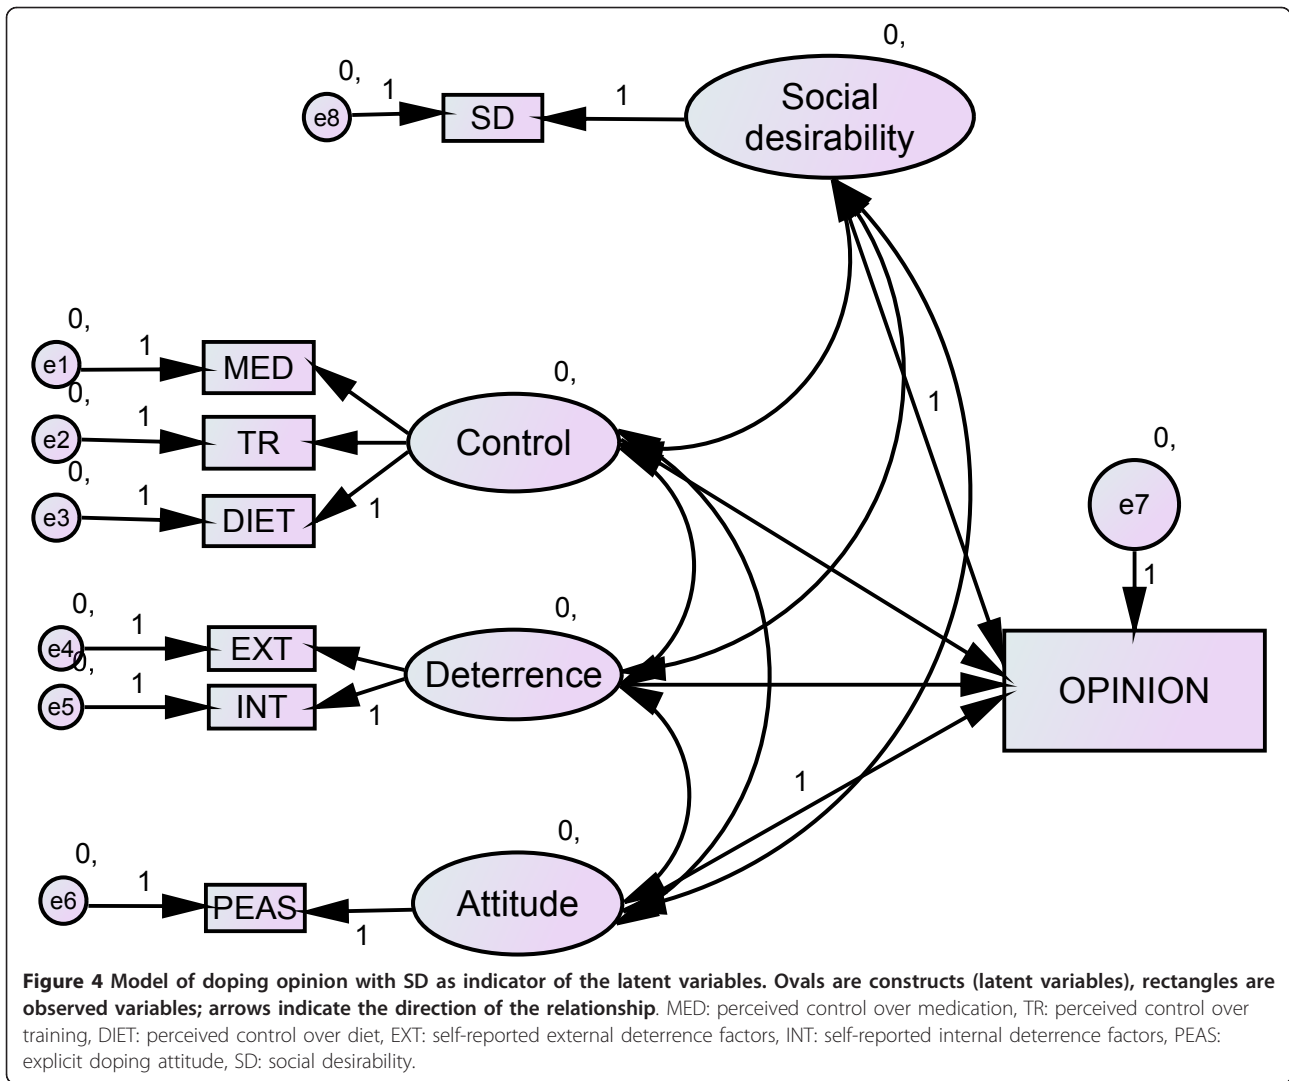 0,
0,
1
1
e8
SD
Social
desirability
0,
1
e1
MED
0,
0,
1
e2
TR
Control
1
0,
0,
1
e3
DIET
1
e7
1
0,
0,
1
e4
EXT
0,
1
e5
INT
Deterrence
1
OPINION
1
0,
0,
1
e6
PEAS
Attitude
1
Figure 4 Model of doping opinion with SD as indicator of the latent variables. Ovals are constructs (latent variables), rectangles are
observed variables; arrows indicate the direction of the relationship. MED: perceived control over medication, TR: perceived control over
training, DIET: perceived control over diet, EXT: self-reported external deterrence factors, INT: self-reported internal deterrence factors, PEAS:
explicit doping attitude, SD: social desirability.